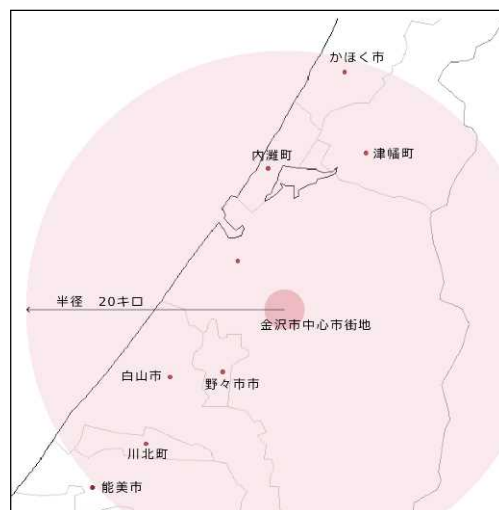 かほく市
内灘町
津幡町
半径 20キロ
金沢市中心市街地
白山市
野々市市
川北町
能美市